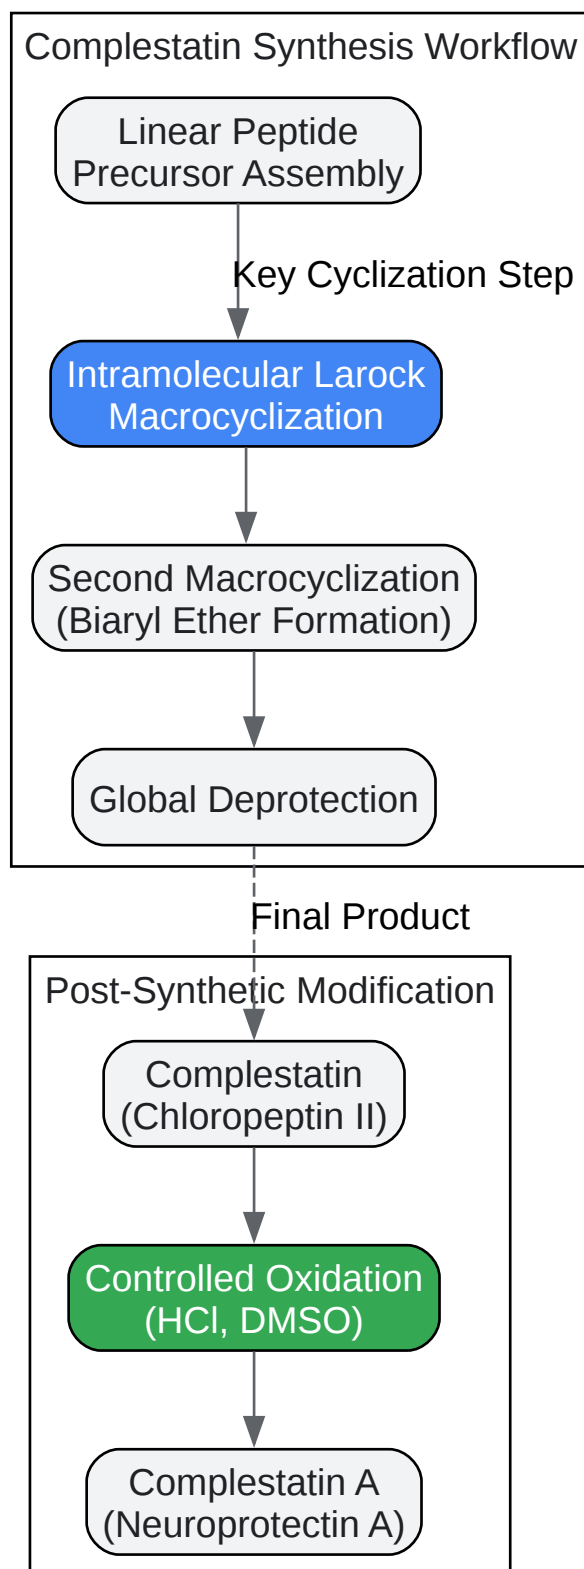 Complestatin Synthesis Workflow
Linear Peptide
Precursor Assembly
Key Cyclization Step
Intramolecular Larock
Macrocyclization
Second Macrocyclization
(Biaryl Ether Formation)
Global Deprotection
Final Product
Post-Synthetic Modification
Complestatin
(Chloropeptin II)
Controlled Oxidation
(HCl, DMSO)
Complestatin A
(Neuroprotectin A)